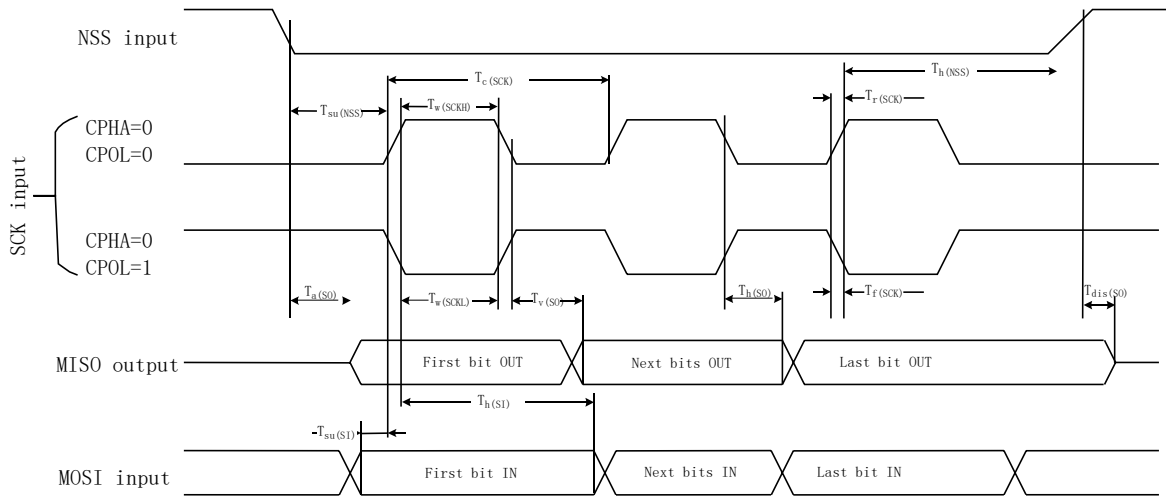 NSS input
Tc(SCK)
Th(NSS)
Tsu(NSS)
Tw(SCKH)
Tr(SCK)
CPHA=0
CPOL=0
SCK input
CPHA=0
CPOL=1
Ta(SO)
Tw(SCKL)
Tv(SO)
Th(SO)
Tf(SCK)
Tdis(SO)
MISO output
First bit OUT
Next bits OUT
Last bit OUT
Th(SI)
Tsu(SI)
MOSI input
First bit IN
Next bits IN
Last bit IN